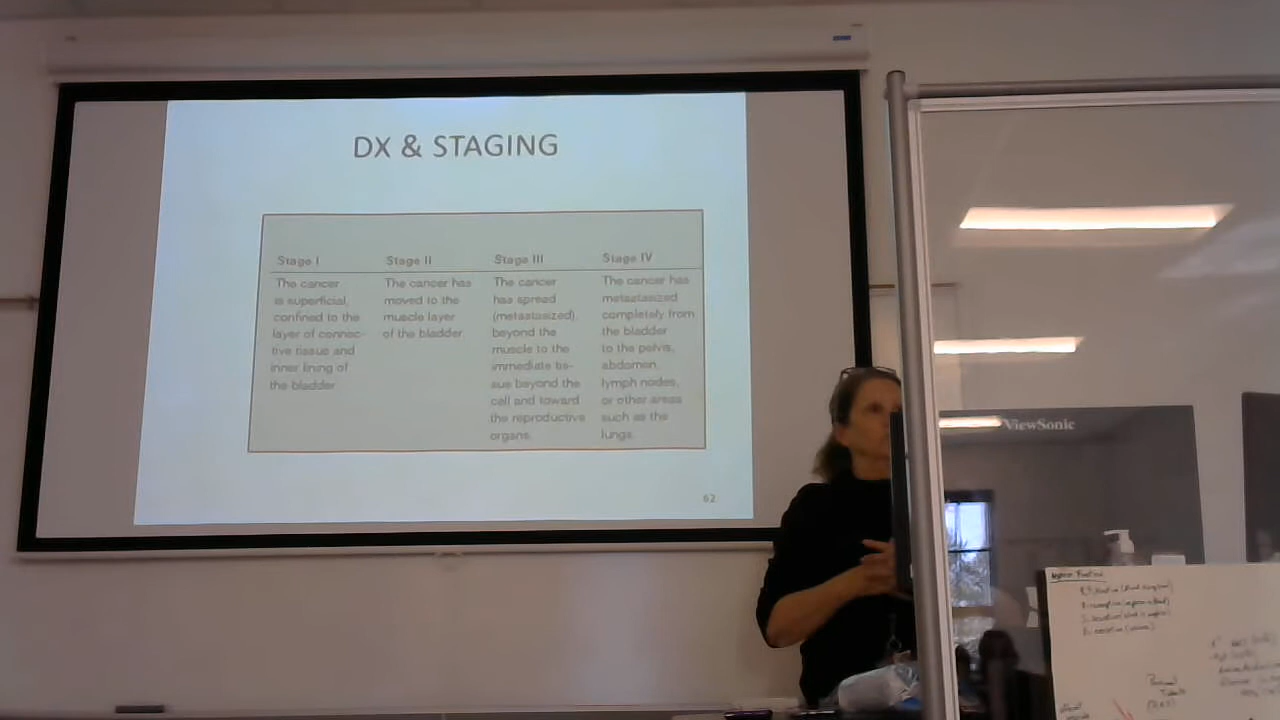 DX & STAGING
Stage I
The cancer
is superficial,
confined to the
layer of connec-
tive tissue and
inner lining of
the bladder.
Stage II
The cancer has
moved to the
muscle layer
of the bladder.
Stage III
The cancer
has spread
(metastasized)
beyond the
muscle to the
immediate tis-
sue beyond the
cell and toward
the reproductive
organs.
Stage IV
The cancer has
metastasized
completely from
the bladder
to the pelvis,
abdomen,
lymph nodes,
or other areas
such as the
lungs.
62
ViewSonic